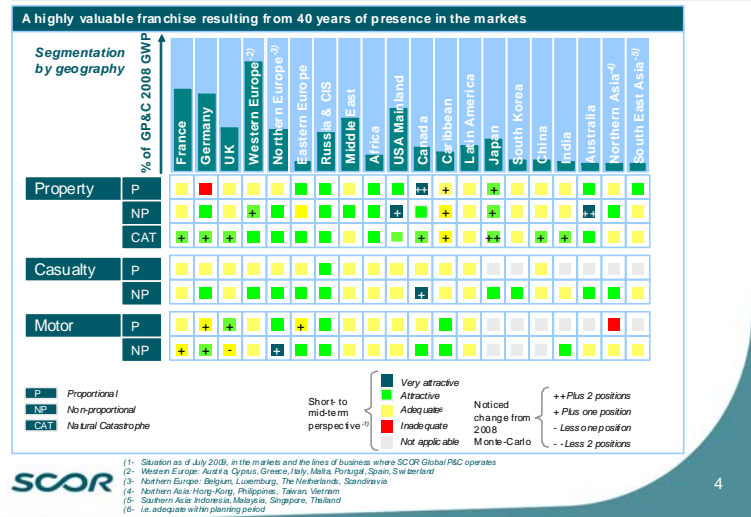 A highly valuable franchise resulting from 40 years of presence in the markets
Segmentation
by geography
% of GP&C 2008 GWP
France
Germany
UK
Western Europe-2)
Northern Europe-3)
Eastern Europe
Russia & CIS
Middle East
Africa
USA Mainland
Canada
Caribbean
Latin America
Japan
South Korea
China
India
Australia
Northern Asia-4)
South East Asia-5)
Property P ++ + +
NP + + + + ++
CAT + + + + + ++ + +
Casualty P
NP +
Motor P + + +
NP + + - +
P Proportional
NP Non-proportional
CAT Natural Catastrophe
Short- to
mid-term
perspective-1)
Very attractive
Attractive
Adequate6
Inadequate
Not applicable
Noticed
change from
2008
Monte-Carlo
++ Plus 2 positions
+ Plus one position
- Less one position
- - Less 2 positions
SCOR
(1- Situation as of July 2009, in the markets and the lines of business where SCOR Global P&C operates
(2- Western Europe: Austria, Cyprus, Greece, Italy, Malta, Portugal, Spain, Switzerland
(3- Northern Europe: Belgium, Luxemburg, The Netherlands, Scandinavia
(4- Northern Asia: Hong-Kong, Philippines, Taiwan, Vietnam
(5- Southern Asia: Indonesia, Malaysia, Singapore, Thailand
(6- i.e. adequate within planning period
4